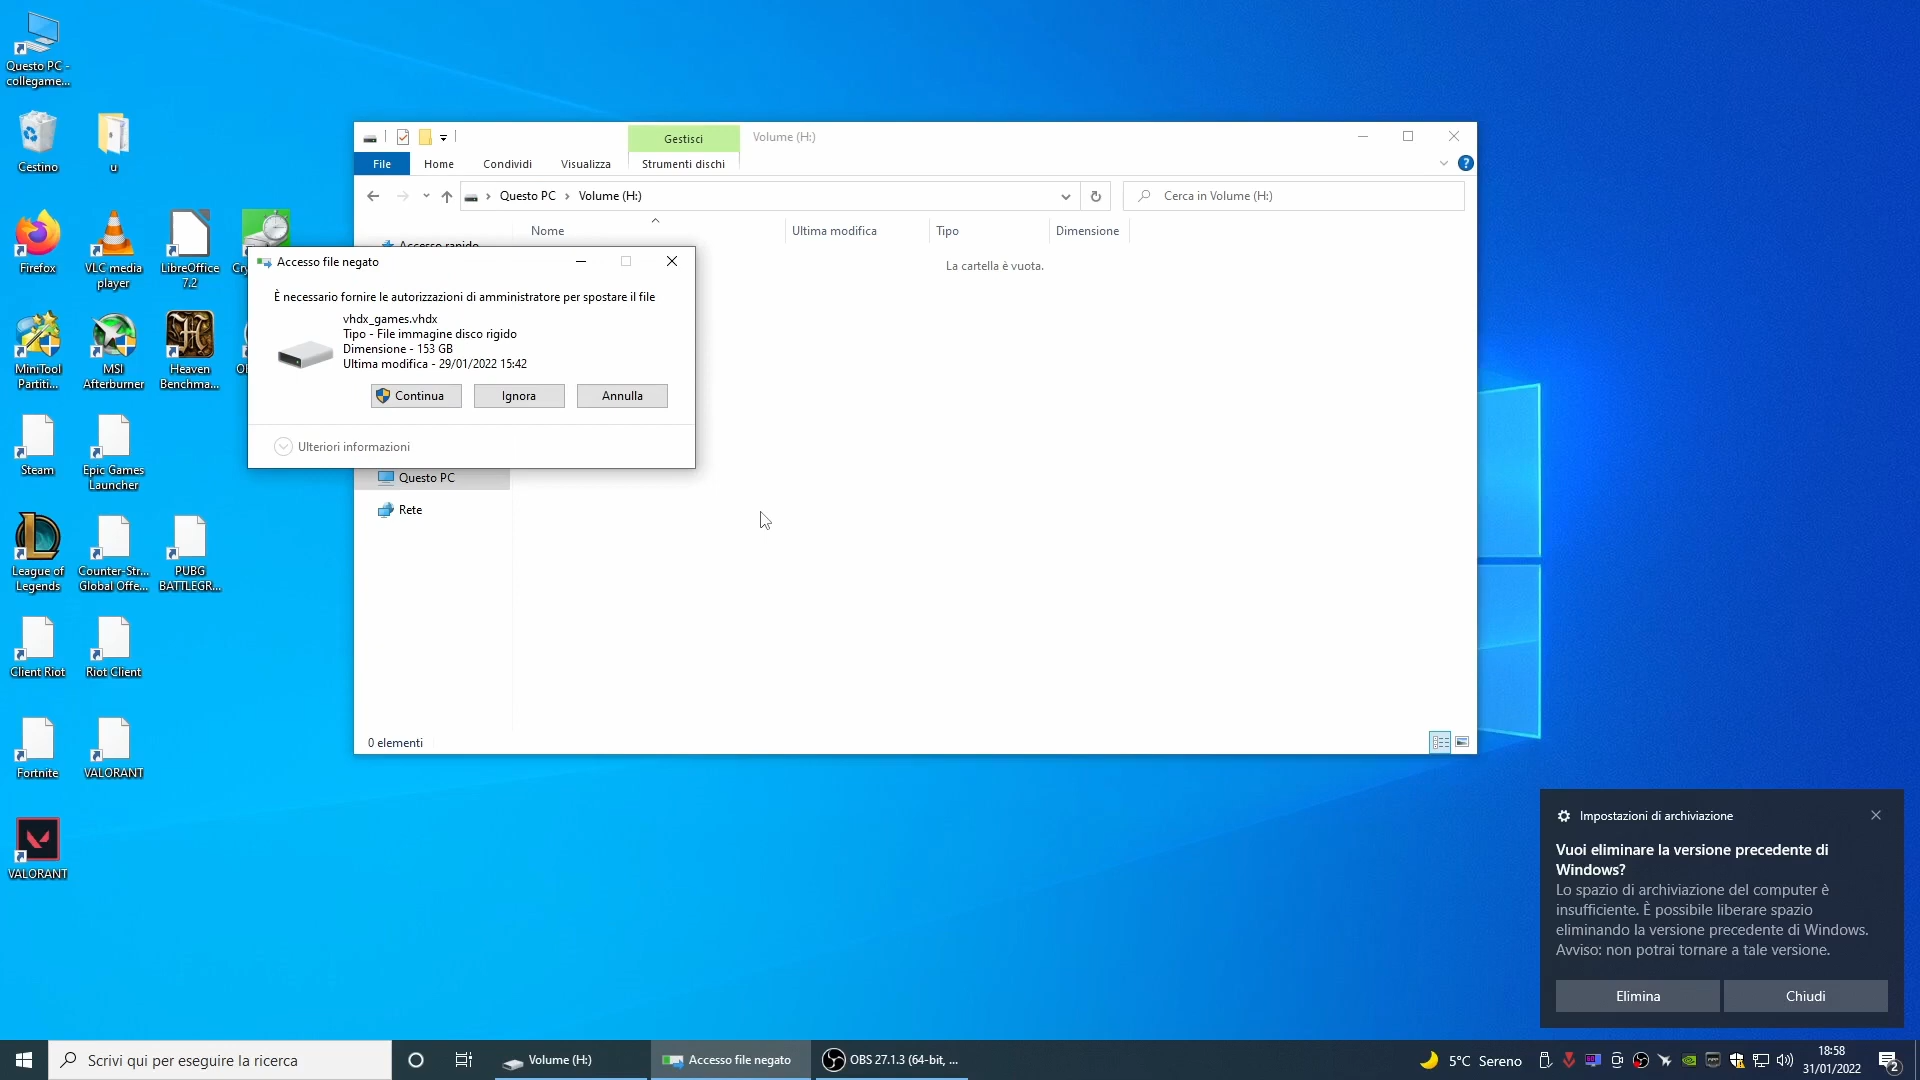 Questo PC -
collegame...
Cestino
u
Firefox
VLC media
player
LibreOffice
7.2
MiniTool
Partiti...
MSI
Afterburner
Heaven
Benchma...
Steam
Epic Games
Launcher
League of
Legends
Counter-Str...
Global Offe...
PUBG
BATTLEGR...
Client Riot
Riot Client
Fortnite
VALORANT
VALORANT
Gestisci
Volume (H:)
File
Home
Condividi
Visualizza
Strumenti dischi
Questo PC
Volume (H:)
Cerca in Volume (H:)
Nome
Ultima modifica
Tipo
Dimensione
Accesso rapido
La cartella è vuota.
Accesso file negato
È necessario fornire le autorizzazioni di amministratore per spostare il file
vhdx_games.vhdx
Tipo - File immagine disco rigido
Dimensione - 153 GB
Ultima modifica - 29/01/2022 15:42
Continua
Ignora
Annulla
Ulteriori informazioni
Questo PC
Rete
0 elementi
Impostazioni di archiviazione
Vuoi eliminare la versione precedente di
Windows?
Lo spazio di archiviazione del computer è
insufficiente. È possibile liberare spazio
eliminando la versione precedente di Windows.
Avviso: non potrai tornare a tale versione.
Elimina
Chiudi
Scrivi qui per eseguire la ricerca
Volume (H:)
Accesso file negato
OBS 27.1.3 (64-bit, ...
5°C Sereno
18:58
31/01/2022
2